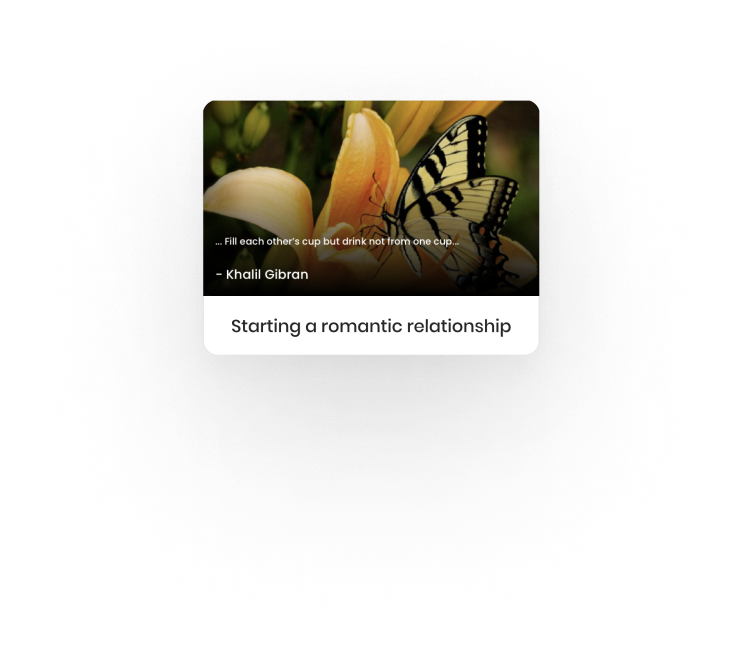 ... Fill each other's cup but drink not from one cup...
- Khalil Gibran
Starting a romantic relationship